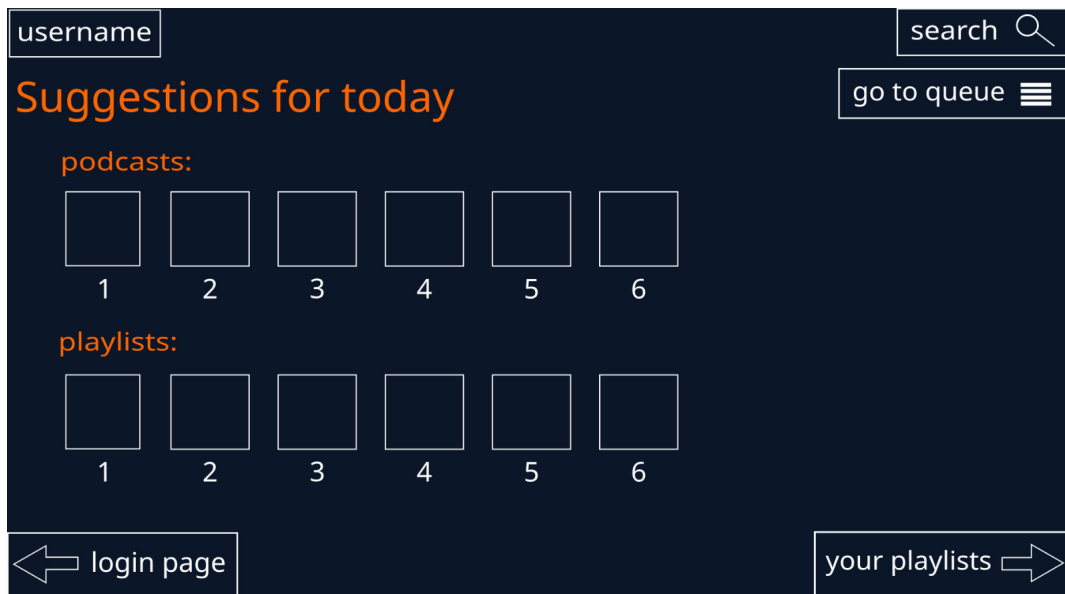 username
search
Suggestions for today
go to queue
podcasts:
1 2 3 4 5 6
playlists:
1 2 3 4 5 6
login page
your playlists